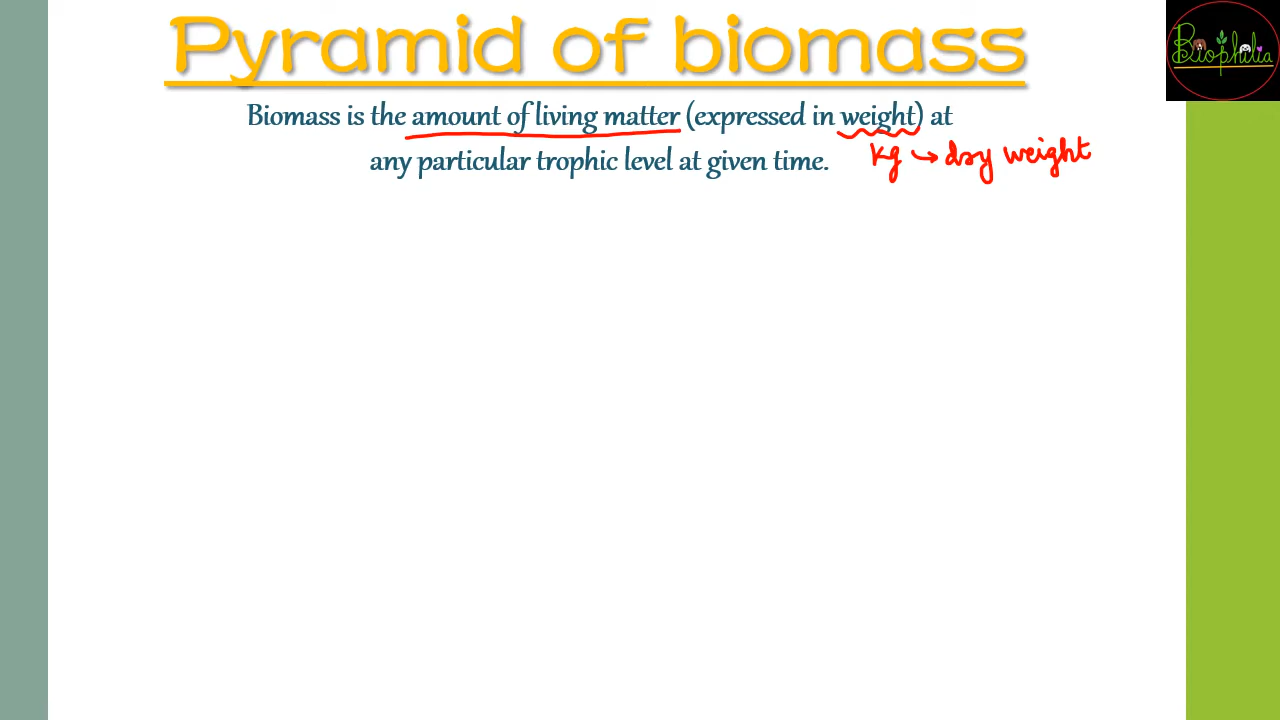 Pyramid of biomass
Biophilia
Biomass is the amount of living matter (expressed in weight) at
any particular trophic level at given time.
kg → dry weight